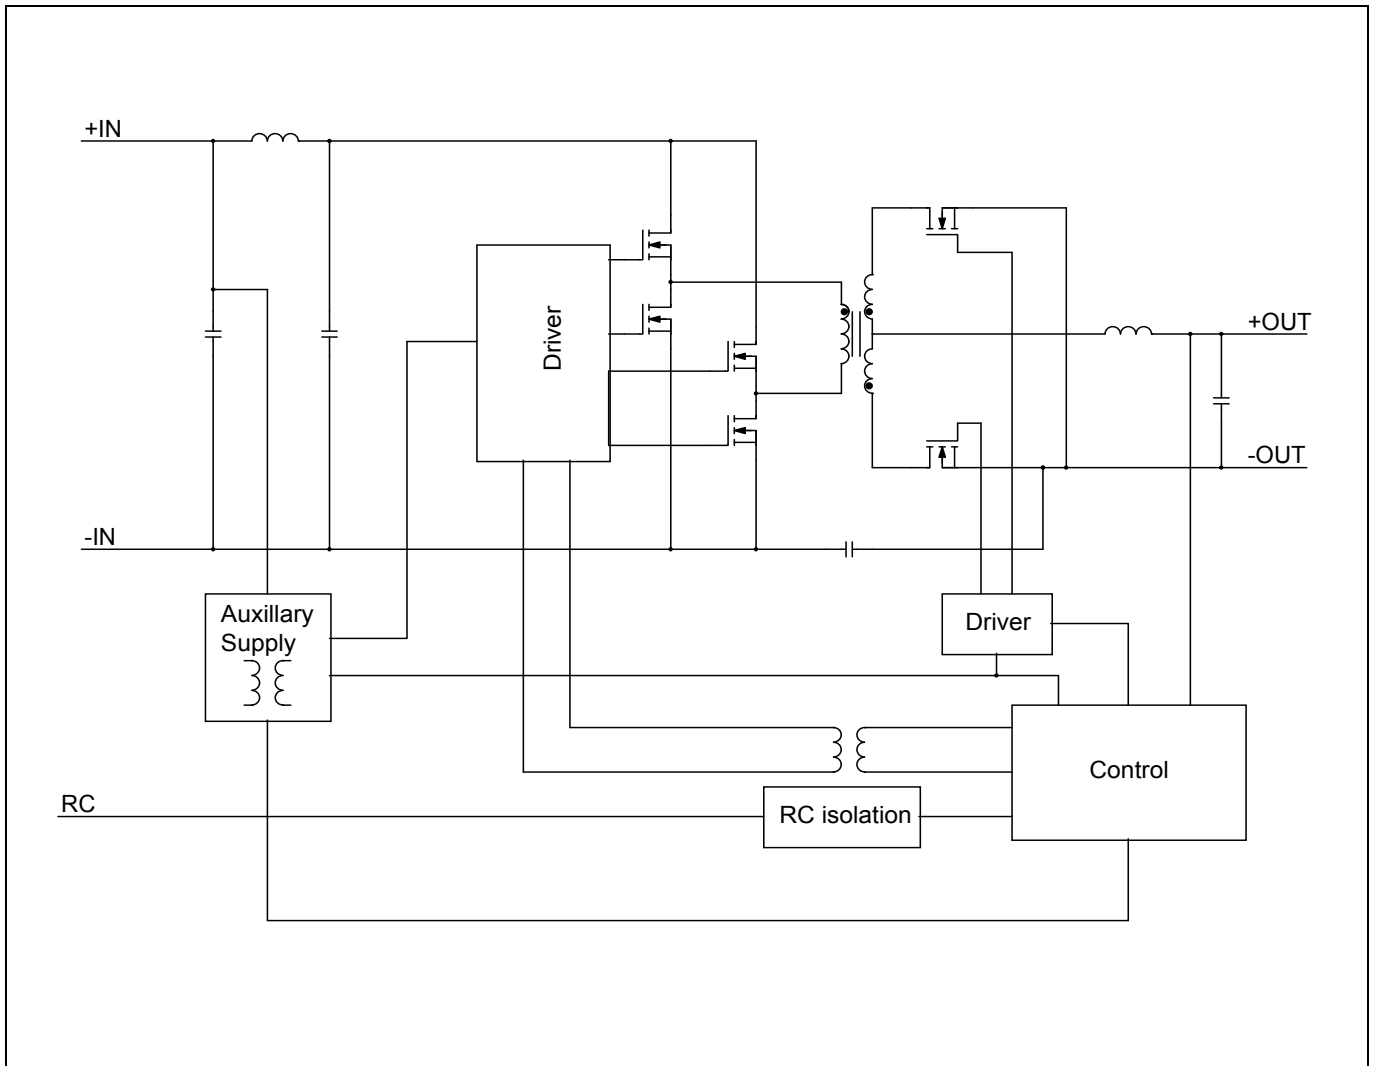 +IN
Driver
+OUT
-OUT
-IN
Auxillary
Supply
Driver
Control
RC
RC isolation